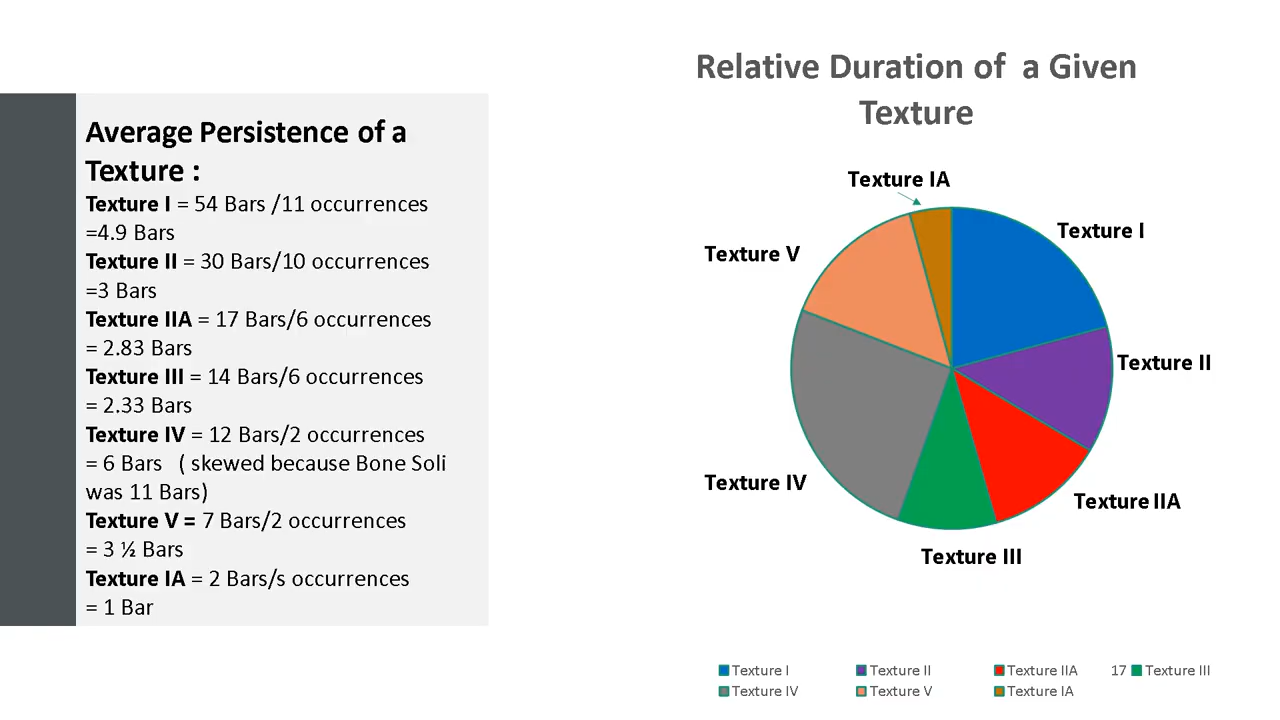 Average Persistence of a
Texture :
Texture I = 54 Bars /11 occurrences
=4.9 Bars
Texture II = 30 Bars/10 occurrences
=3 Bars
Texture IIA = 17 Bars/6 occurrences
= 2.83 Bars
Texture III = 14 Bars/6 occurrences
= 2.33 Bars
Texture IV = 12 Bars/2 occurrences
= 6 Bars ( skewed because Bone Soli
was 11 Bars)
Texture V = 7 Bars/2 occurrences
= 3 ½ Bars
Texture IA = 2 Bars/s occurrences
= 1 Bar
Relative Duration of a Given
Texture
Texture IA
Texture I
Texture V
Texture II
Texture IV
Texture IIA
Texture III
Texture I
Texture II
Texture IIA
17
Texture III
Texture IV
Texture V
Texture IA